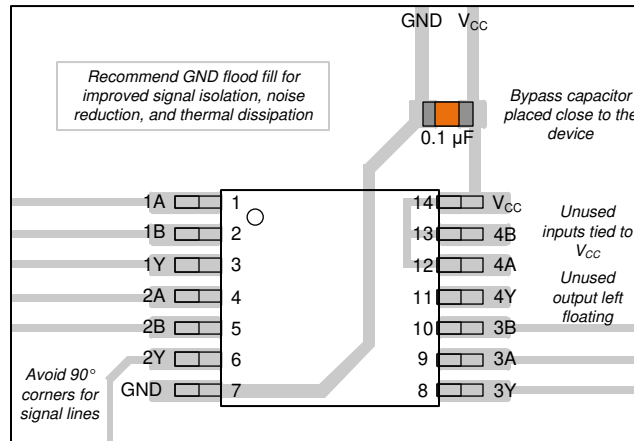 GND VCC
Recommend GND flood fill for
improved signal isolation, noise
reduction, and thermal dissipation
Bypass capacitor
placed close to the
device
0.1 µF
1A 1 14 VCC
1B 2 13 4B
1Y 3 12 4A
2A 4 11 4Y
2B 5 10 3B
2Y 6 9 3A
GND 7 8 3Y
Unused
inputs tied to
VCC
Unused
output left
floating
Avoid 90°
corners for
signal lines